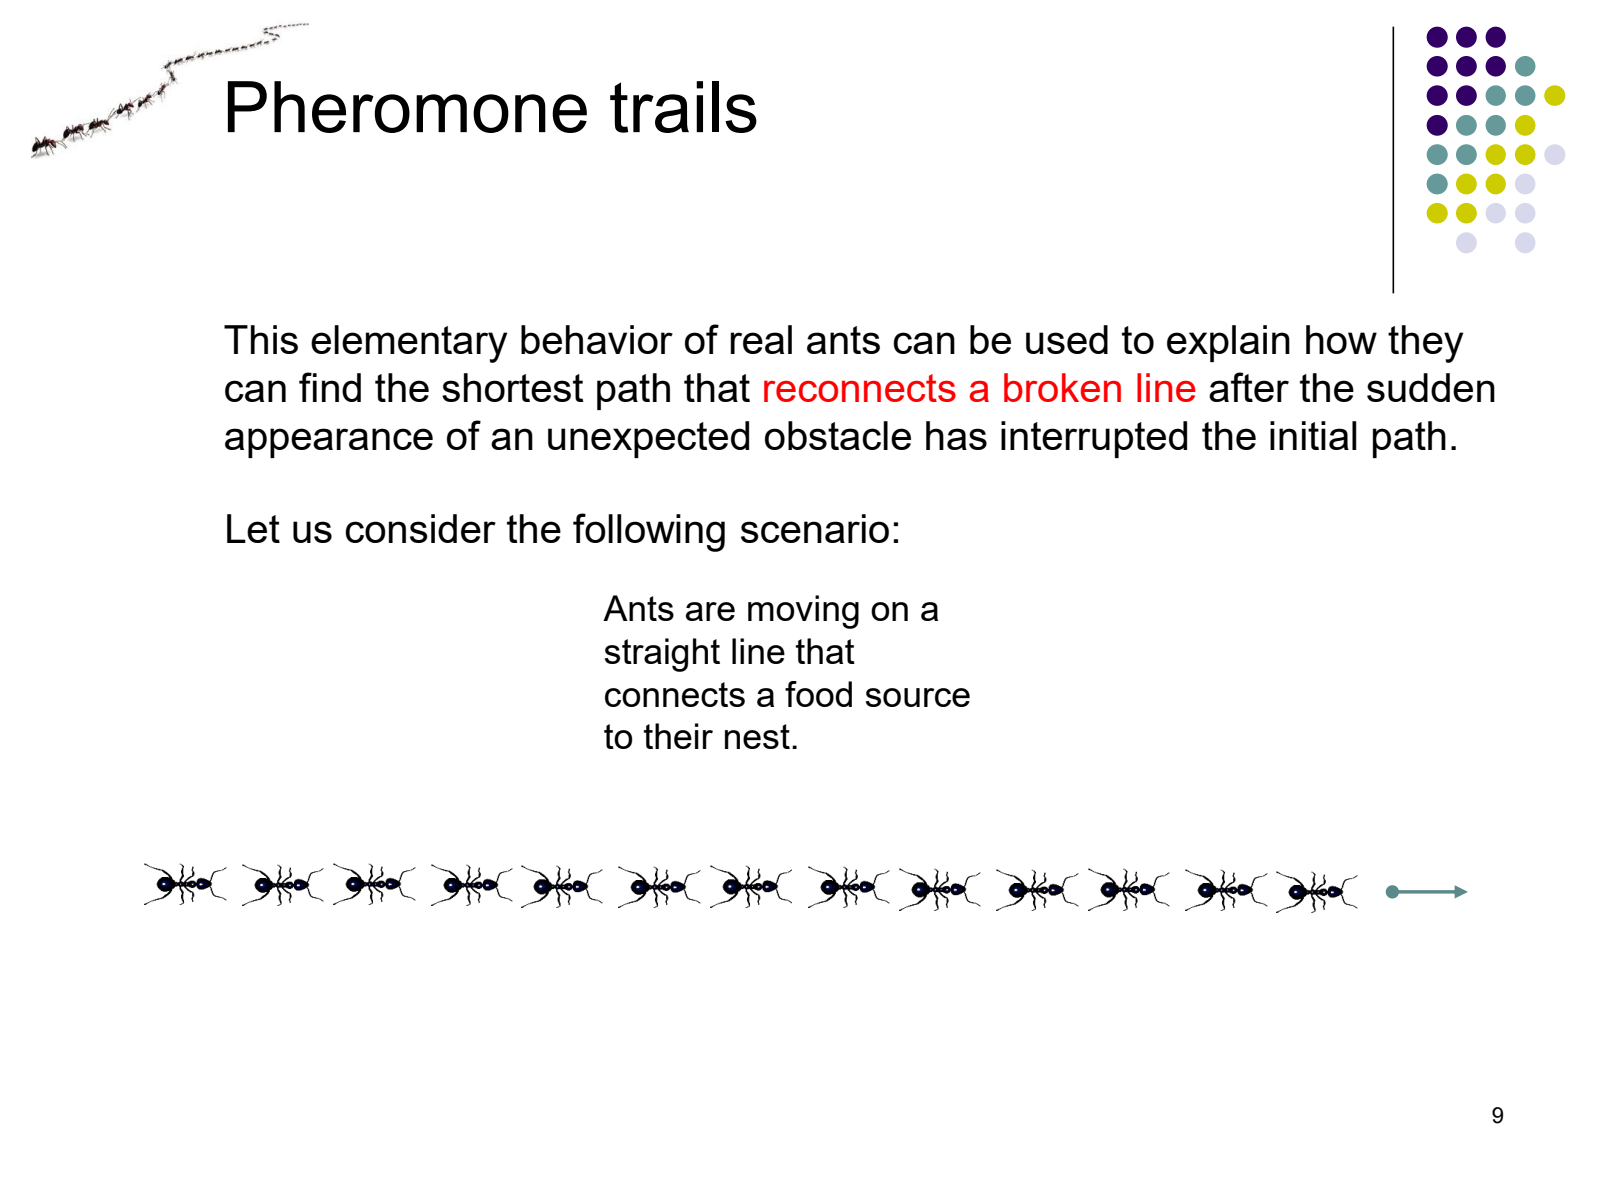 Pheromone trails
This elementary behavior of real ants can be used to explain how they
can find the shortest path that reconnects a broken line after the sudden
appearance of an unexpected obstacle has interrupted the initial path.
Let us consider the following scenario:
Ants are moving on a
straight line that
connects a food source
to their nest.
9